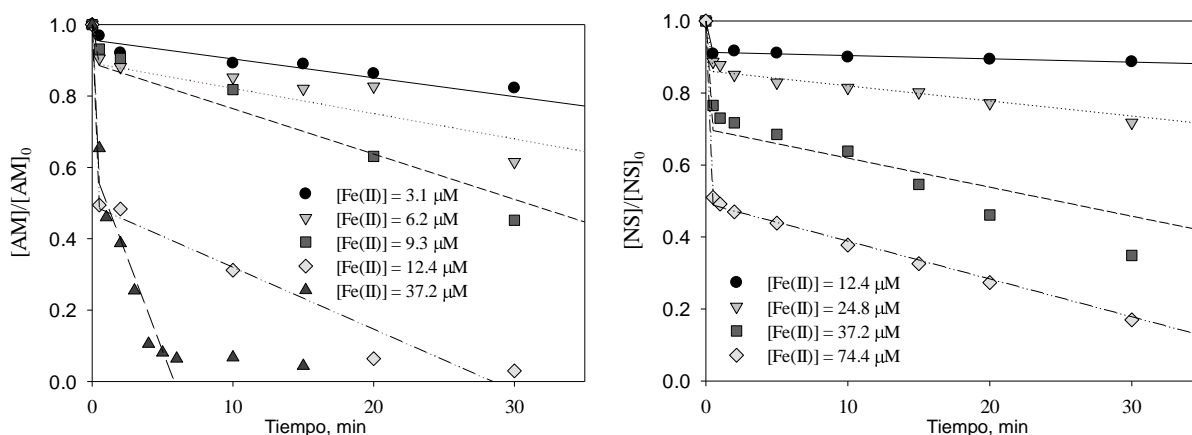 [AM]/[AM]0
1.0
0.8
0.6
0.4
0.2
0.0
[Fe(II)] = 3.1 μM
[Fe(II)] = 6.2 μM
[Fe(II)] = 9.3 μM
[Fe(II)] = 12.4 μM
[Fe(II)] = 37.2 μM
0
10
20
30
Tiempo, min
[NS]/[NS]0
1.0
0.8
0.6
0.4
0.2
0.0
[Fe(II)] = 12.4 μM
[Fe(II)] = 24.8 μM
[Fe(II)] = 37.2 μM
[Fe(II)] = 74.4 μM
0
10
20
30
Tiempo, min